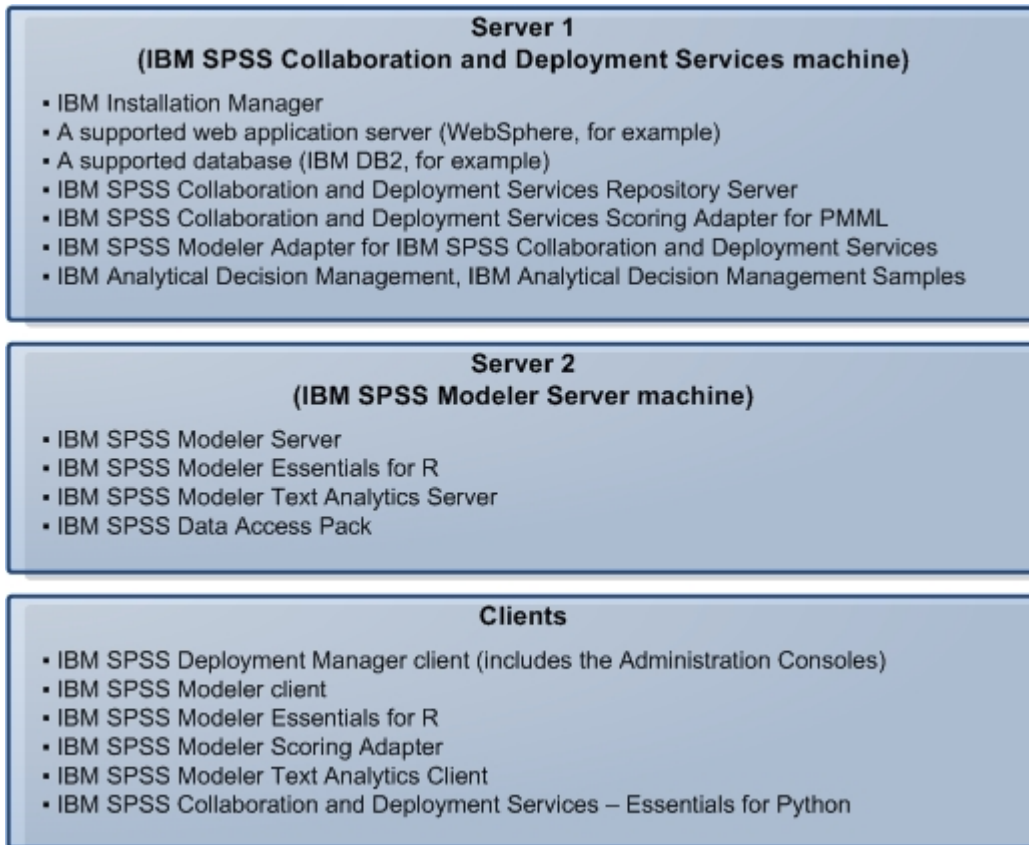 Server 1
(IBM SPSS Collaboration and Deployment Services machine)
▪ IBM Installation Manager
▪ A supported web application server (WebSphere, for example)
▪ A supported database (IBM DB2, for example)
▪ IBM SPSS Collaboration and Deployment Services Repository Server
▪ IBM SPSS Collaboration and Deployment Services Scoring Adapter for PMML
▪ IBM SPSS Modeler Adapter for IBM SPSS Collaboration and Deployment Services
▪ IBM Analytical Decision Management, IBM Analytical Decision Management Samples
Server 2
(IBM SPSS Modeler Server machine)
▪ IBM SPSS Modeler Server
▪ IBM SPSS Modeler Essentials for R
▪ IBM SPSS Modeler Text Analytics Server
▪ IBM SPSS Data Access Pack
Clients
▪ IBM SPSS Deployment Manager client (includes the Administration Consoles)
▪ IBM SPSS Modeler client
▪ IBM SPSS Modeler Essentials for R
▪ IBM SPSS Modeler Scoring Adapter
▪ IBM SPSS Modeler Text Analytics Client
▪ IBM SPSS Collaboration and Deployment Services – Essentials for Python